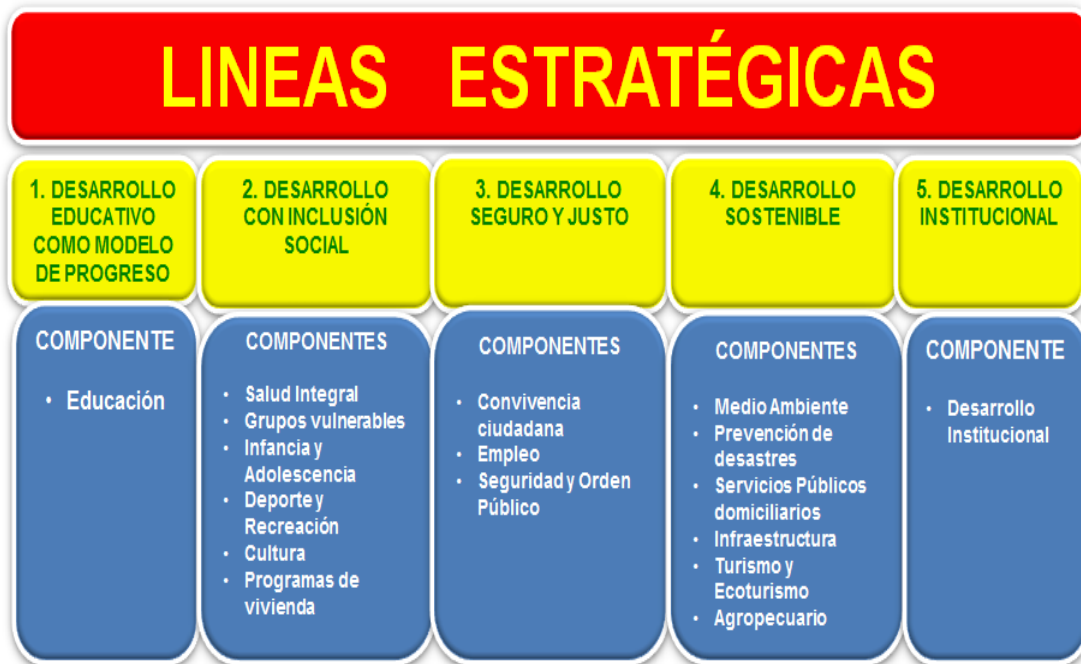 LINEAS ESTRATÉGICAS
1. DESARROLLO
EDUCATIVO
COMO MODELO
DE PROGRESO
2. DESARROLLO
CON INCLUSIÓN
SOCIAL
3. DESARROLLO
SEGURO Y JUSTO
4. DESARROLLO
SOSTENIBLE
5. DESARROLLO
INSTITUCIONAL
COMPONENTE
• Educación
COMPONENTES
• Salud Integral
• Grupos vulnerables
• Infancia y
Adolescencia
• Deporte y
Recreación
• Cultura
• Programas de
vivienda
COMPONENTES
• Convivencia
ciudadana
• Empleo
• Seguridad y Orden
Público
COMPONENTES
• Medio Ambiente
• Prevención de
desastres
• Servicios Públicos
domiciliarios
• Infraestructura
• Turismo y
Ecoturismo
• Agropecuario
COMPONENTE
• Desarrollo
Institucional